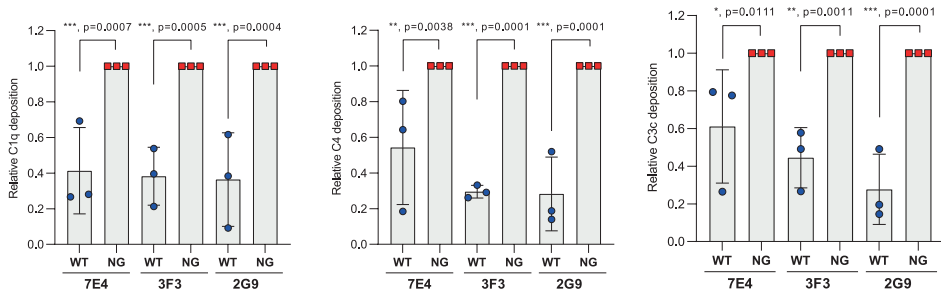 ***, p=0.0007 ***, p=0.0005 ***, p=0.0004
Relative C1q deposition
1.2
1.0
0.8
0.6
0.4
0.2
0.0
WT NG WT NG WT NG
7E4 3F3 2G9
**, p=0.0038 ***, p=0.0001 ***, p=0.0001
Relative C4 deposition
1.2
1.0
0.8
0.6
0.4
0.2
0.0
WT NG WT NG WT NG
7E4 3F3 2G9
*, p=0.0111 **, p=0.0011 ***, p=0.0001
Relative C3c deposition
1.2
1.0
0.8
0.6
0.4
0.2
0.0
WT NG WT NG WT NG
7E4 3F3 2G9